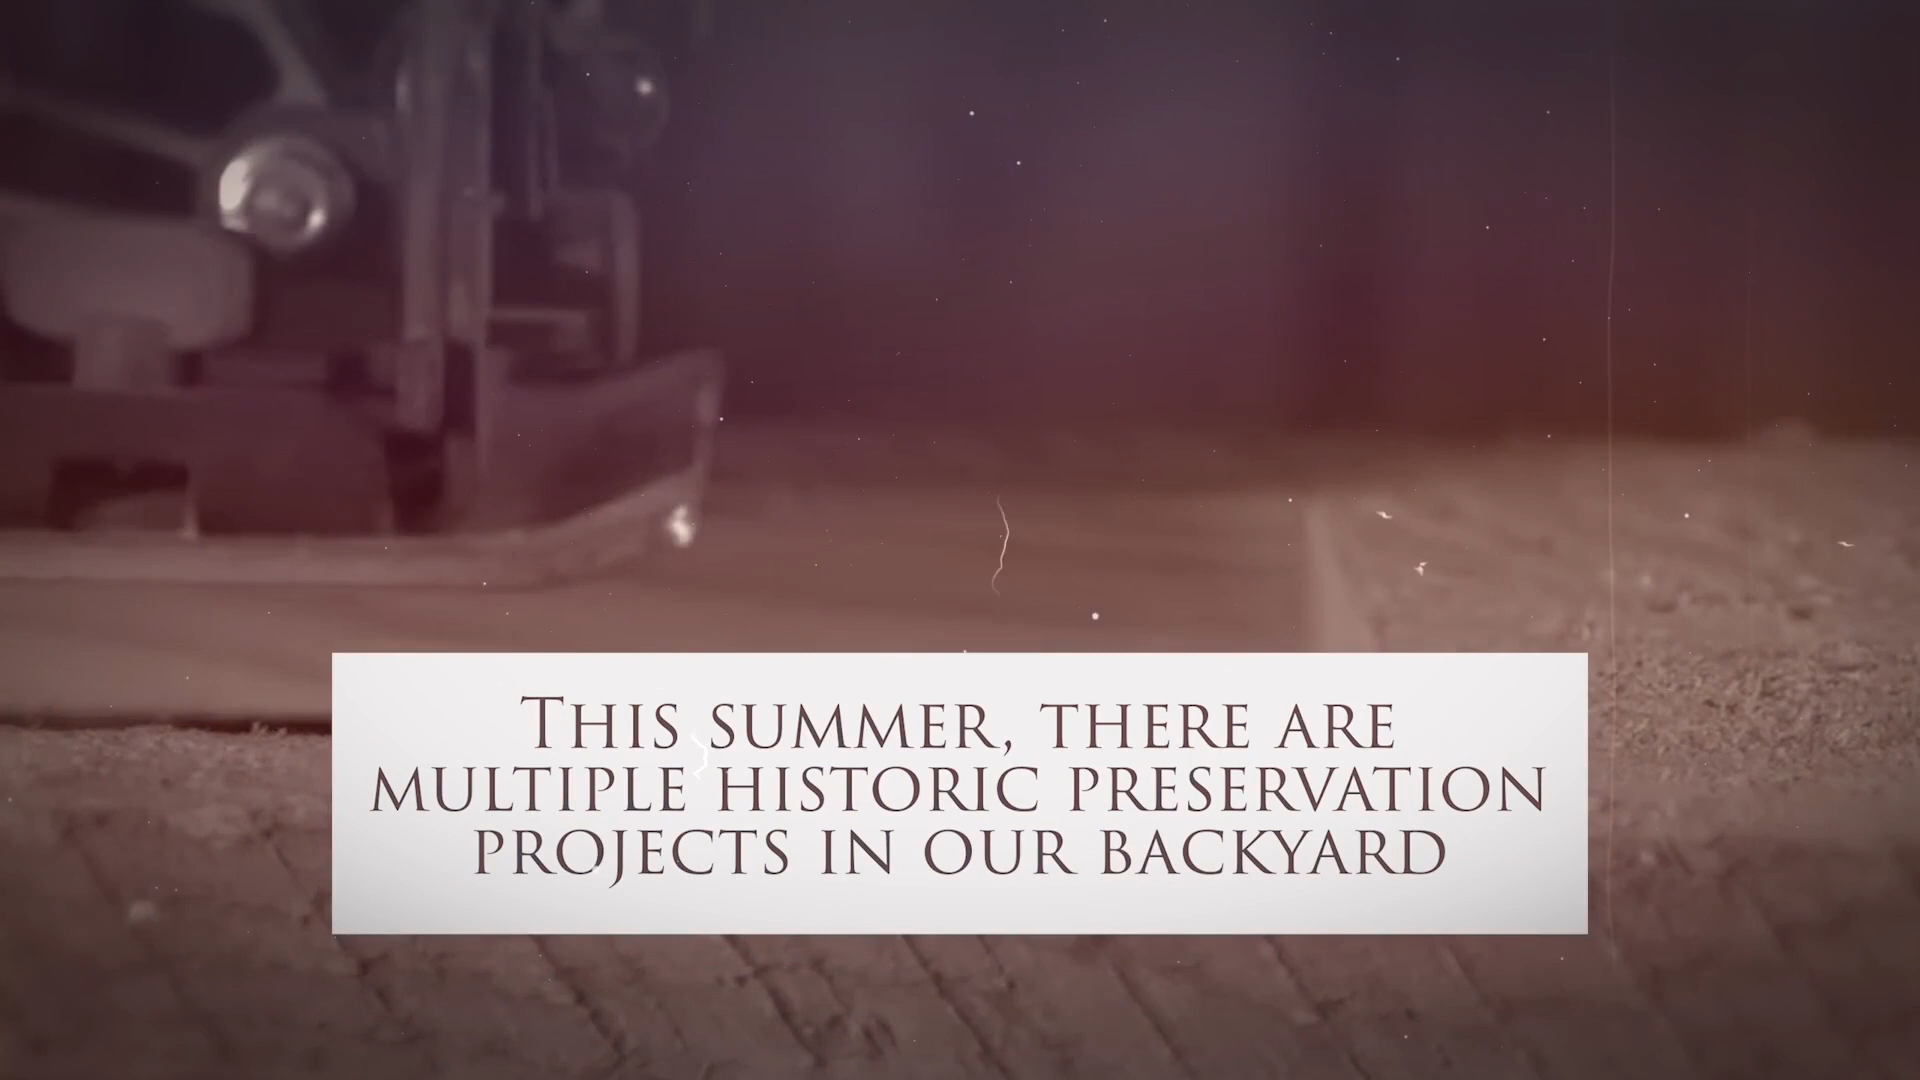 This summer, there are
multiple historic preservation
projects in our backyard